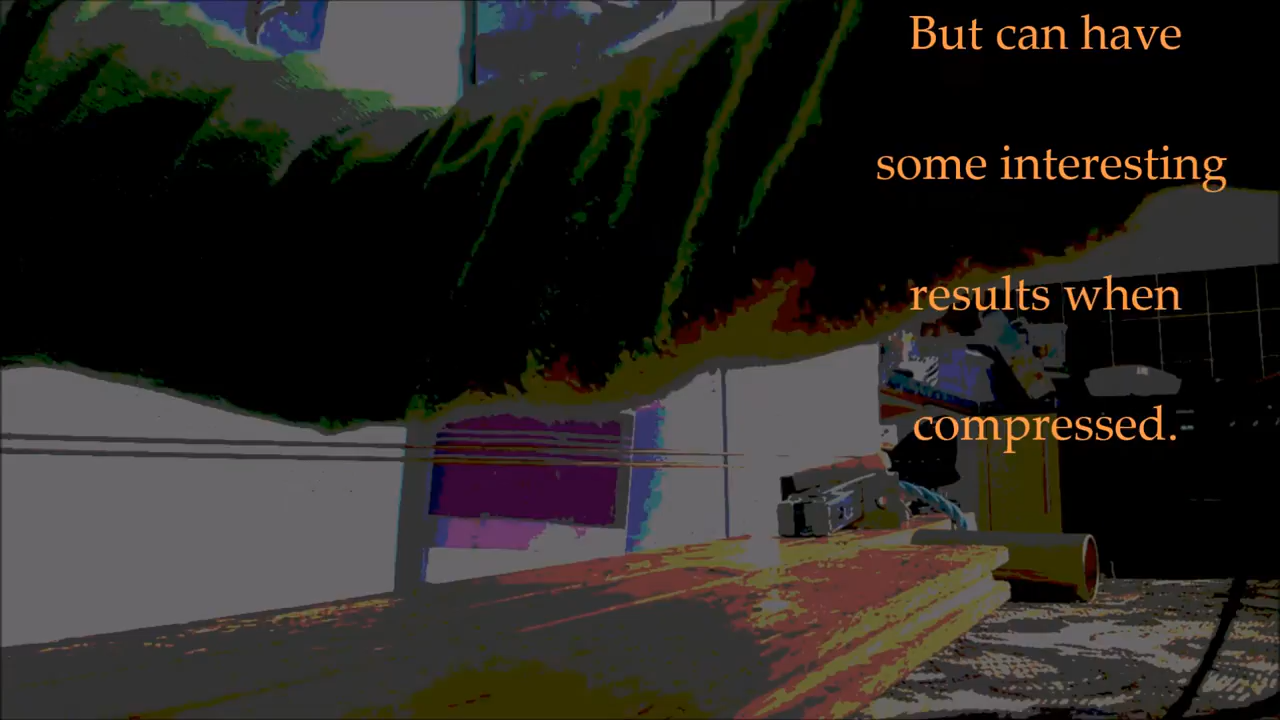 But can have
some interesting
results when
compressed.